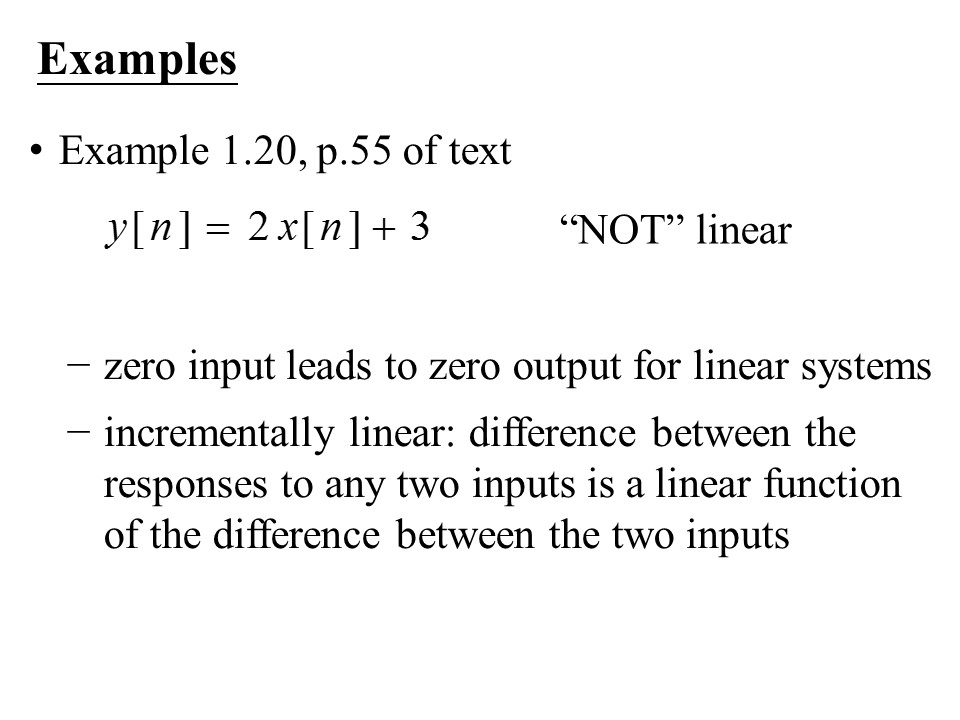 Examples
• Example 1.20, p.55 of text
y[n] = 2x[n] + 3 “NOT” linear
− zero input leads to zero output for linear systems
− incrementally linear: difference between the
responses to any two inputs is a linear function
of the difference between the two inputs